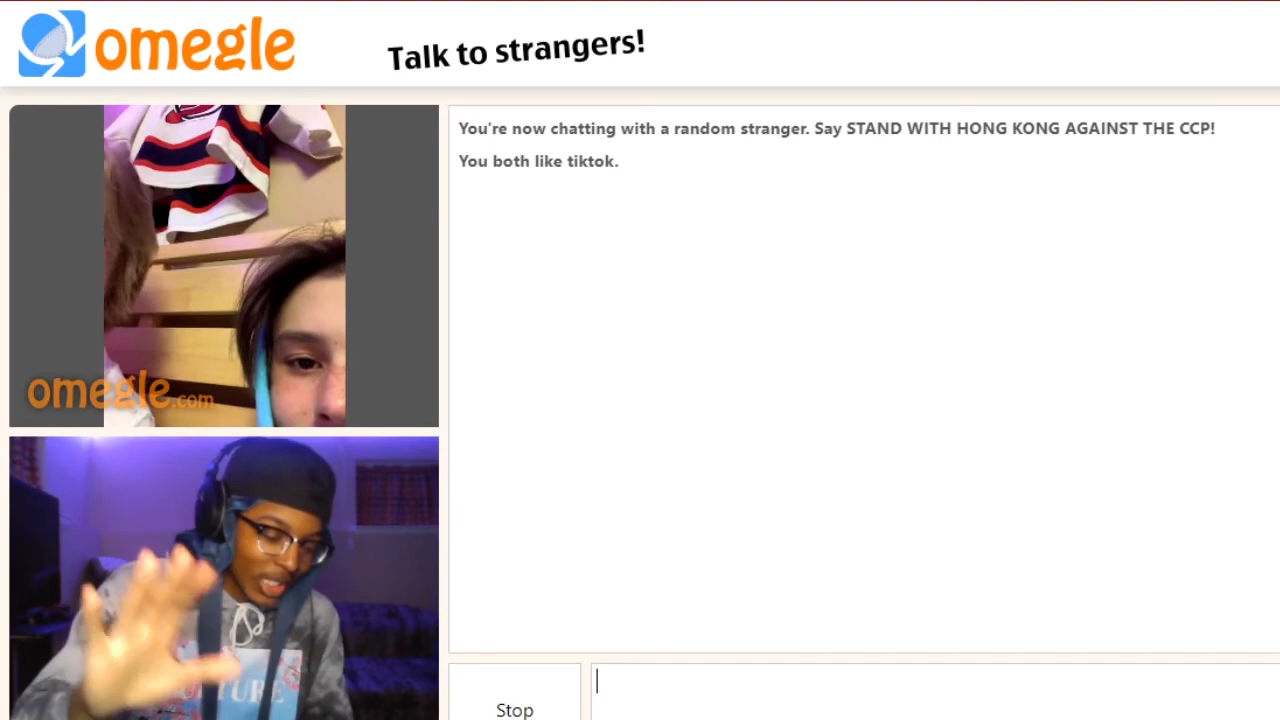 omegle
Talk to strangers!
You're now chatting with a random stranger. Say STAND WITH HONG KONG AGAINST THE CCP!
You both like tiktok.
omegle.com
Stop